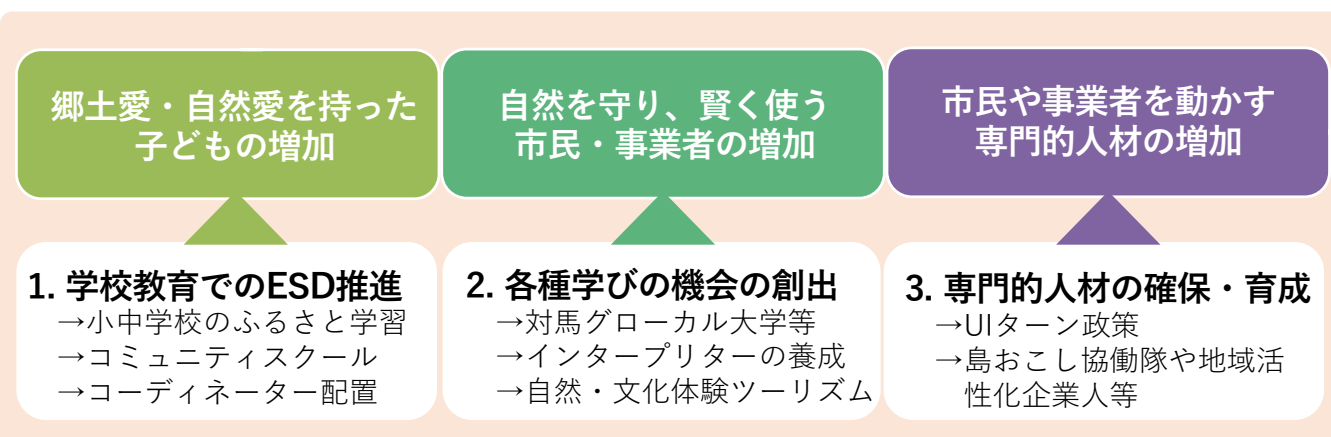 郷土愛・自然愛を持った
子どもの増加
自然を守り、賢く使う
市民・事業者の増加
市民や事業者を動かす
専門的人材の増加
1. 学校教育でのESD推進
→小中学校のふるさと学習
→コミュニティスクール
→コーディネーター配置
2. 各種学びの機会の創出
→対馬グローカル大学等
→インタープリターの養成
→自然・文化体験ツーリズム
3. 専門的人材の確保・育成
→UIターン政策
→島おこし協働隊や地域活
性化企業人等